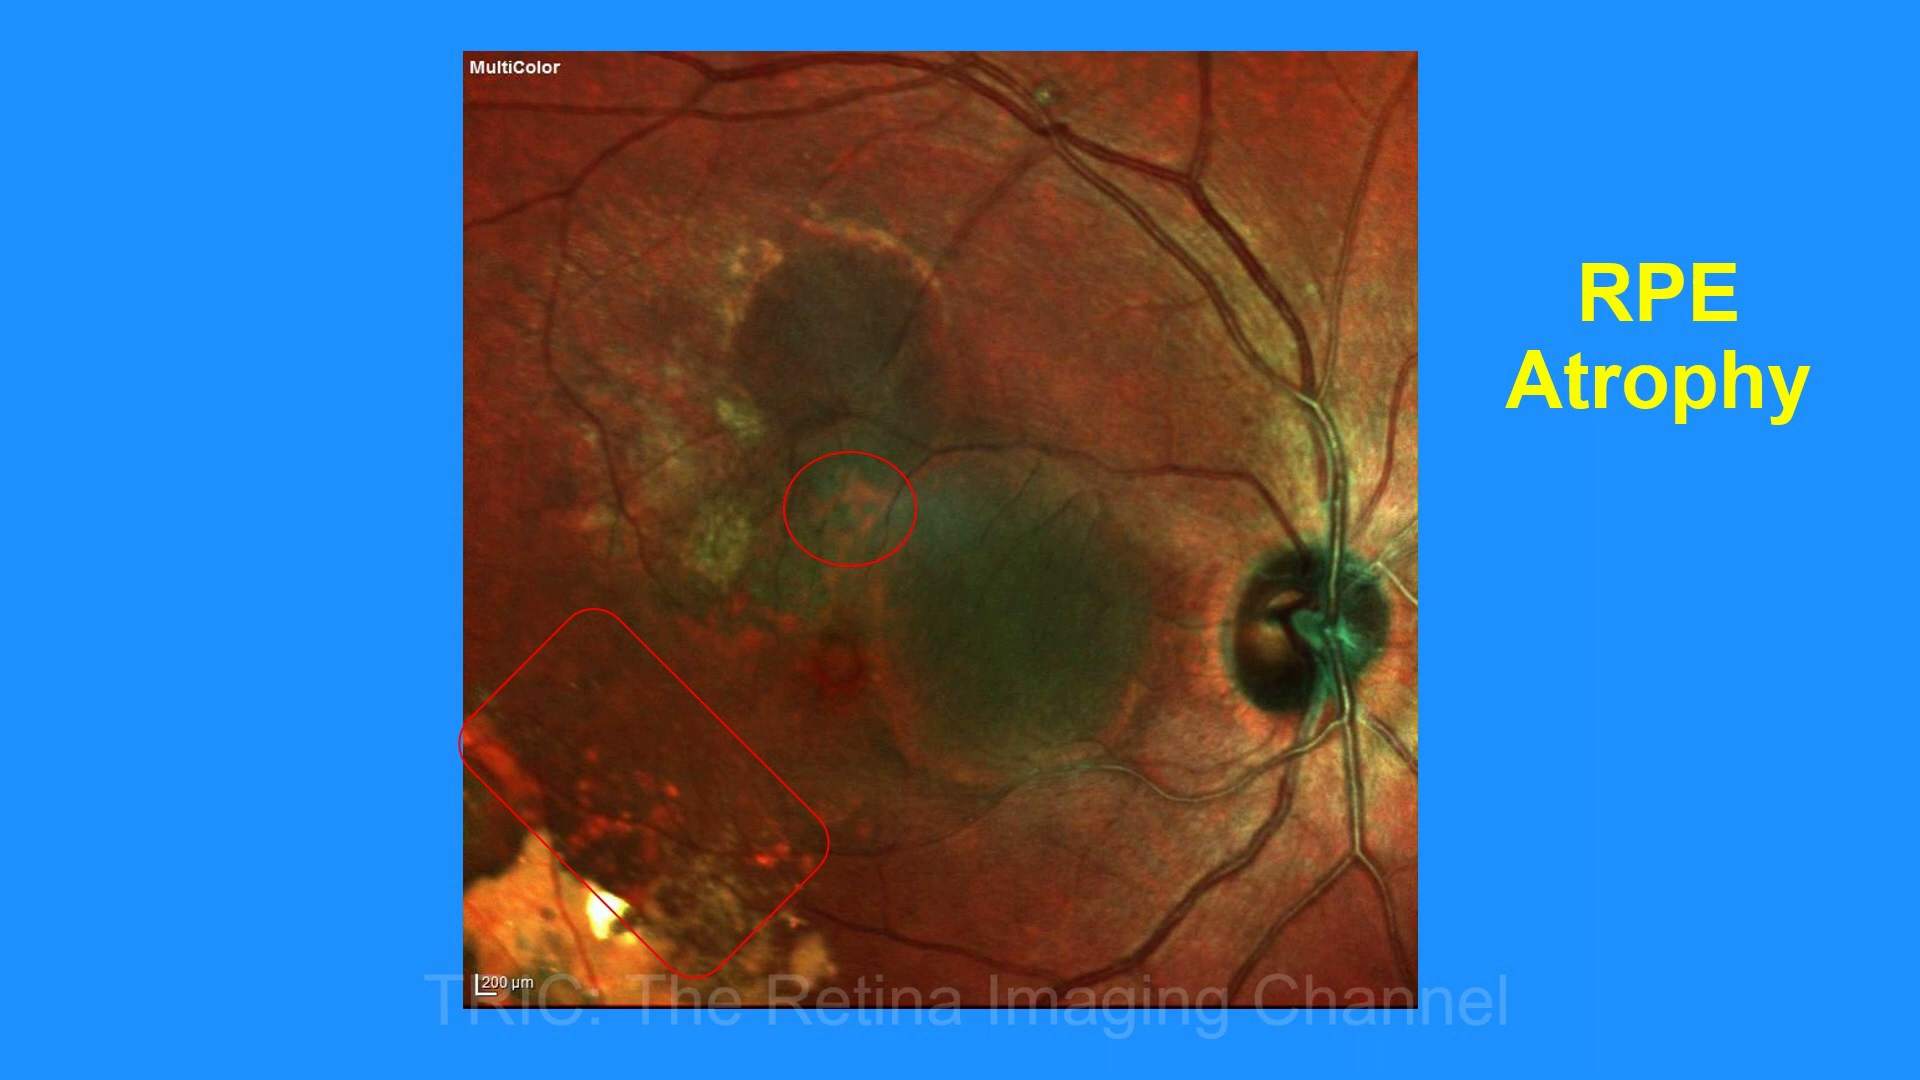 MultiColor
RPE
Atrophy
200 µm
TRIC: The Retina Imaging Channel